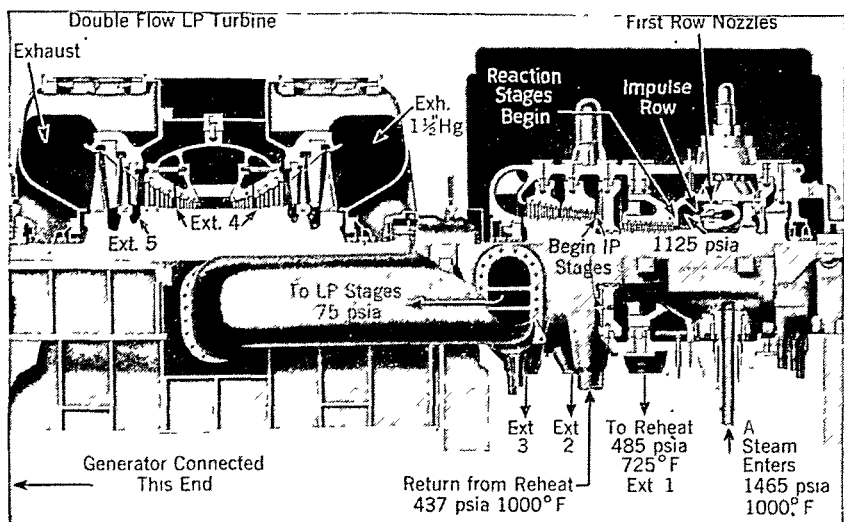 Double Flow LP Turbine
First Row Nozzles
Exhaust
Reaction
Stages
Begin
Impulse
Row
Exh.
1½"Hg
Ext. 5
Ext. 4
Begin IP
Stages
1125 psia
To LP Stages
75 psia
Ext
3
Ext
2
To Reheat
485 psia
725°F
Ext 1
A
Steam
Enters
1465 psia
1000°F
Generator Connected
This End
Return from Reheat
437 psia 1000°F